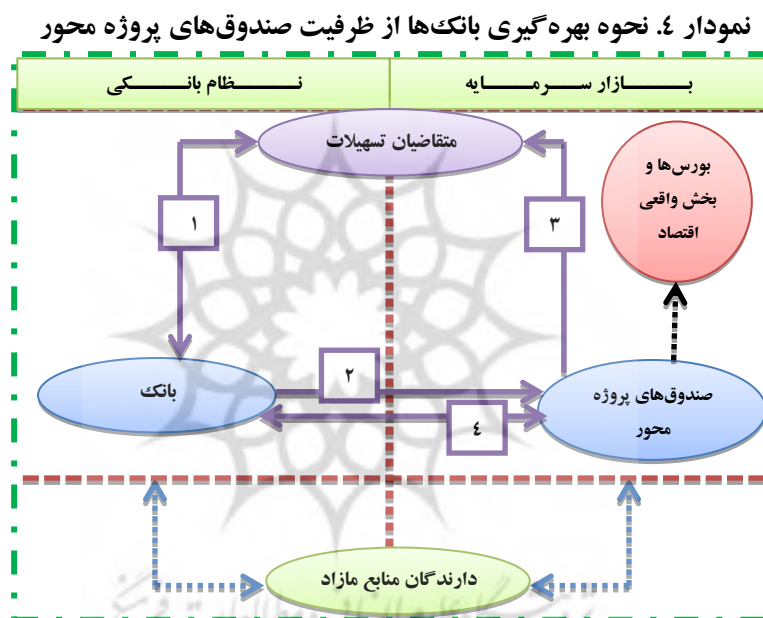 نمودار ٤. نحوه بهره‌گیری بانک‌ها از ظرفیت صندوق‌های پروژه محور
بـــــازار ســـرمـــایه
نـــــظام بانـــــکی
متقاضیان تسهیلات
بورس‌ها و
بخش واقعی
اقتصاد
١
٣
٢
بانک
صندوق‌های پروژه
محور
٤
دارندگان منابع مازاد